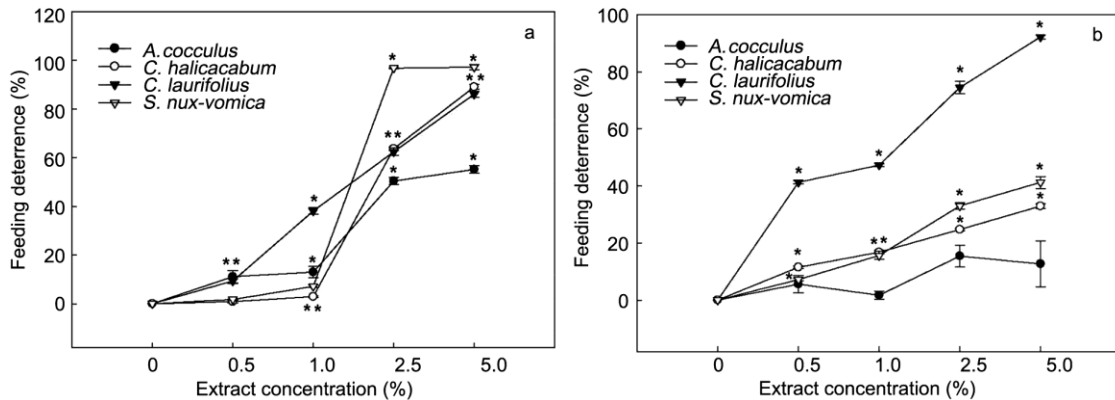 120
100
80
60
40
20
0
Feeding deterrence (%)
a
A. cocculus
C. halicacabum
C. laurifolius
S. nux-vomica
*
*
**
**
*
*
*
**
*
**
0 0.5 1.0 2.5 5.0
Extract concentration (%)
100
80
60
40
20
0
Feeding deterrence (%)
b
A. cocculus
C. halicacabum
C. laurifolius
S. nux-vomica
*
*
*
*
*
*
*
*
**
*
*
0 0.5 1.0 2.5 5.0
Extract concentration (%)